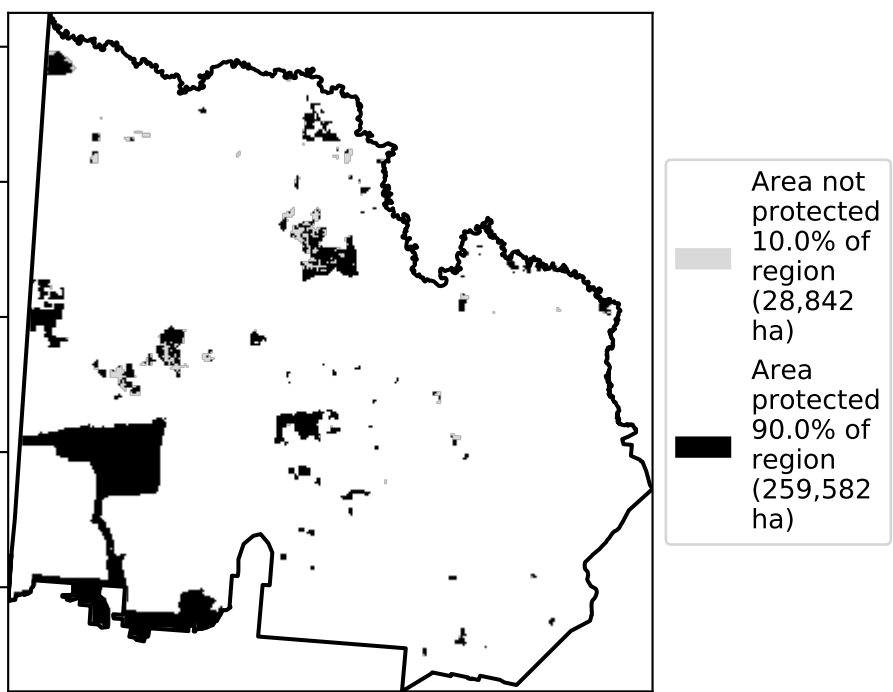 Area not
protected
10.0% of
region
(28,842
ha)
Area
protected
90.0% of
region
(259,582
ha)